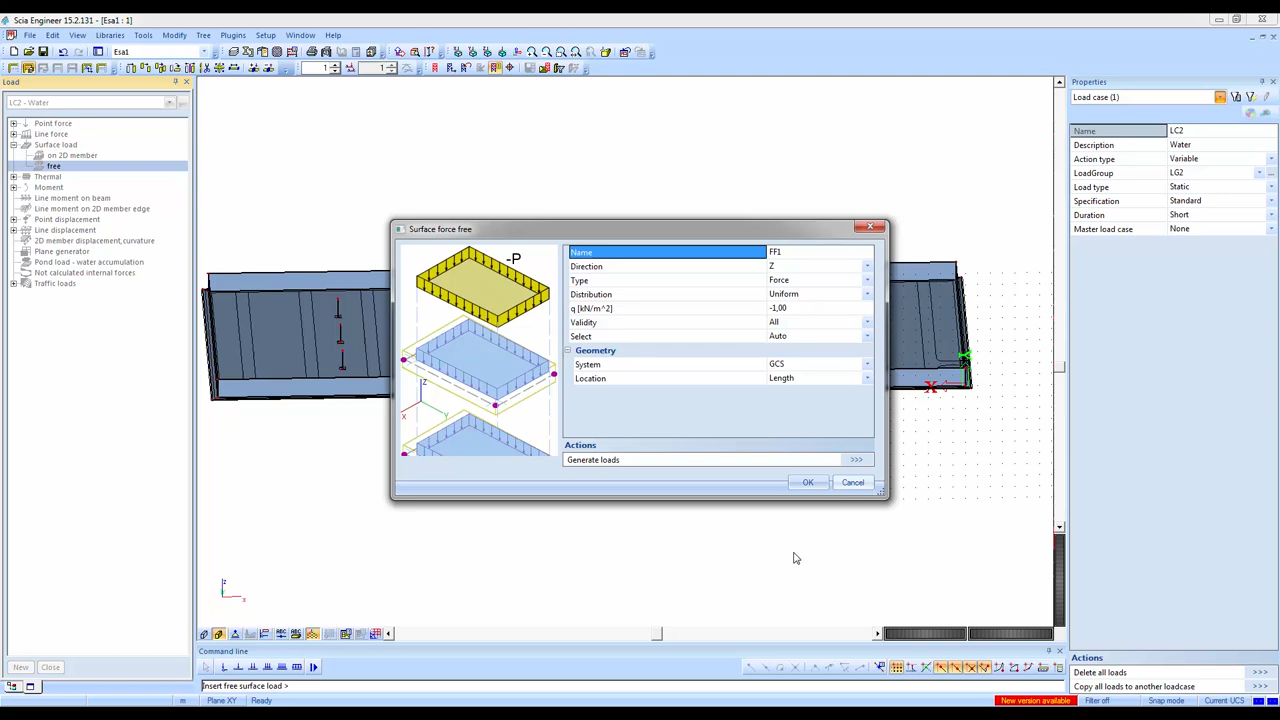 Scia Engineer 15.2.131 - [Esa1 : 1]
File Edit View Libraries Tools Modify Tree Plugins Setup Window Help
Esa1
1 1
Load
LC2 - Water
Point force
Line force
Surface load
on 2D member
free
Thermal
Moment
Line moment on beam
Line moment on 2D member edge
Point displacement
Line displacement
2D member displacement,curvature
Plane generator
Pond load - water accumulation
Not calculated internal forces
Traffic loads
New Close
Surface force free
-P
Z
X
Y
Name FF1
Direction Z
Type Force
Distribution Uniform
q [kN/m^2] -1,00
Validity All
Select Auto
Geometry
System GCS
Location Length
Actions
Generate loads >>>
OK Cancel
X
z
x
Properties
Load case (1)
Name LC2
Description Water
Action type Variable
LoadGroup LG2
Load type Static
Specification Standard
Duration Short
Master load case None
Actions
Delete all loads >>>
Copy all loads to another loadcase >>>
Command line
Insert free surface load >
m Plane XY Ready New version available Filter off Snap mode Current UCS